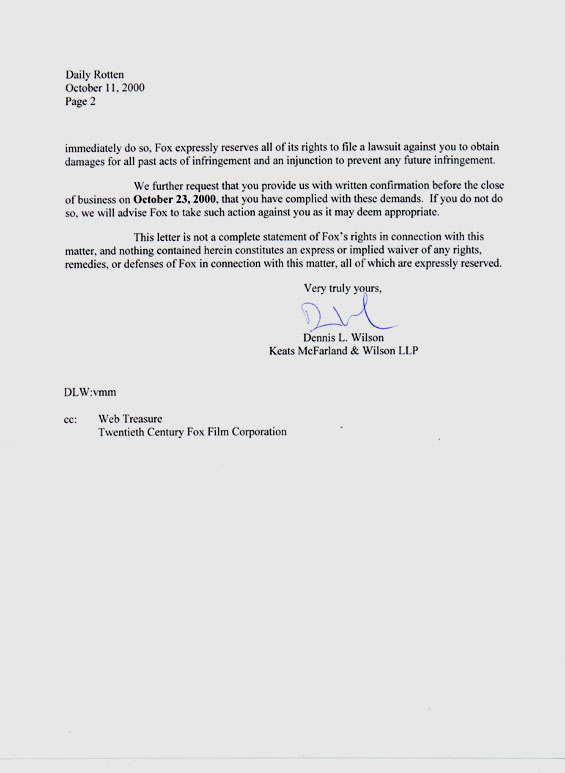 Daily Rotten
October 11, 2000
Page 2
immediately do so, Fox expressly reserves all of its rights to file a lawsuit against you to obtain
damages for all past acts of infringement and an injunction to prevent any future infringement.
We further request that you provide us with written confirmation before the close
of business on October 23, 2000, that you have complied with these demands. If you do not do
so, we will advise Fox to take such action against you as it may deem appropriate.
This letter is not a complete statement of Fox's rights in connection with this
matter, and nothing contained herein constitutes an express or implied waiver of any rights,
remedies, or defenses of Fox in connection with this matter, all of which are expressly reserved.
Very truly yours,
Dennis L. Wilson
Keats McFarland & Wilson LLP
DLW:vmm
cc: Web Treasure
Twentieth Century Fox Film Corporation